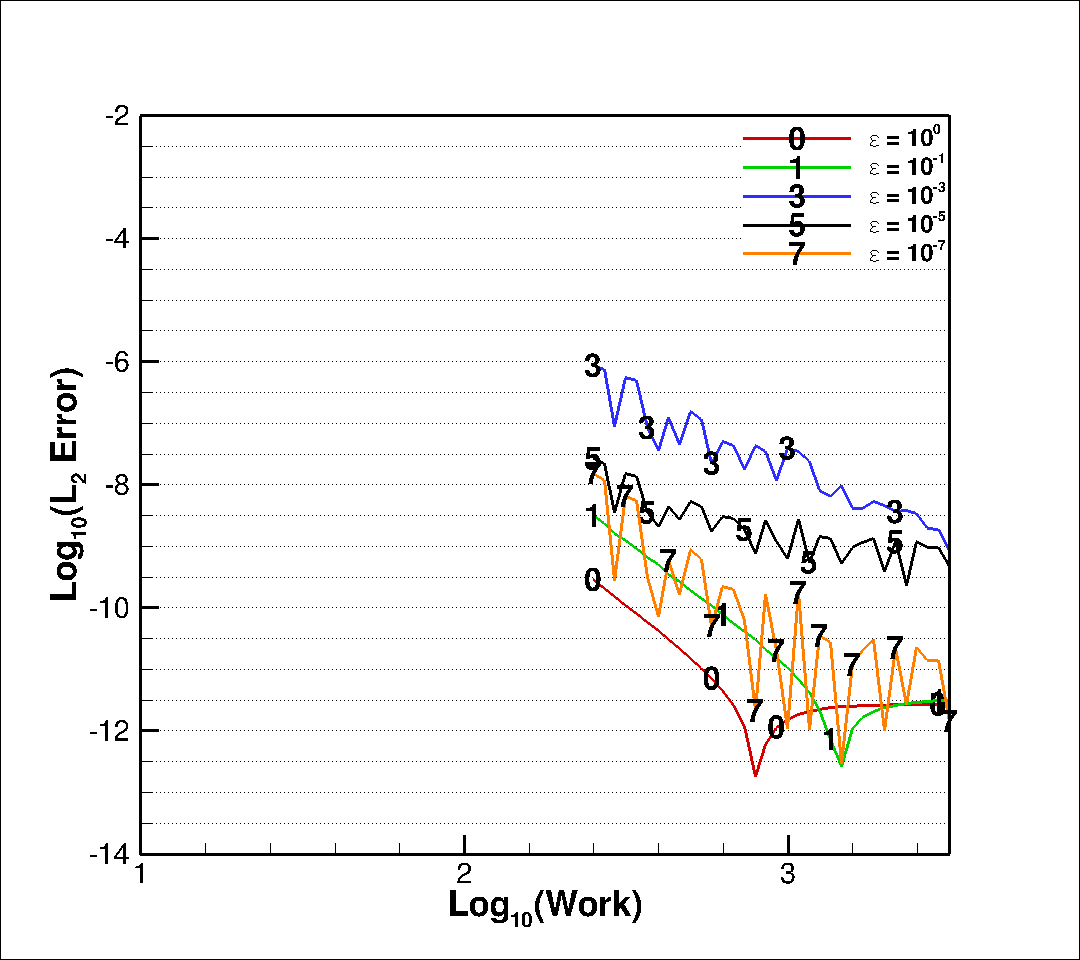 -2
0 ε = 10⁰
1 ε = 10⁻¹
3 ε = 10⁻³
5 ε = 10⁻⁵
7 ε = 10⁻⁷
-4
-6
-8
-10
-12
-14
Log₁₀(L₂ Error)
3 3 3 3 3
5 5 5 5 5
7 7 7 7 7 7 7 7 7 7 7
1 1 1 1
0 0 0 0
1 2 3
Log₁₀(Work)